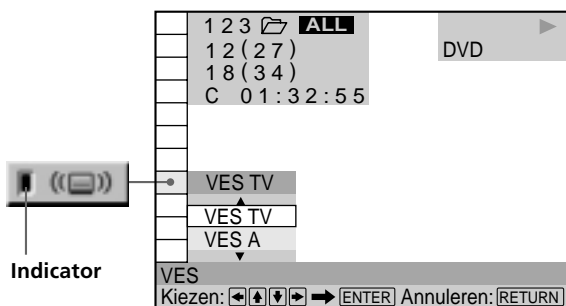 123 ALL
12(27)
DVD
18(34)
C 01:32:55
VES TV
VES TV
VES A
Indicator
VES
Kiezen: ENTER Annuleren: RETURN